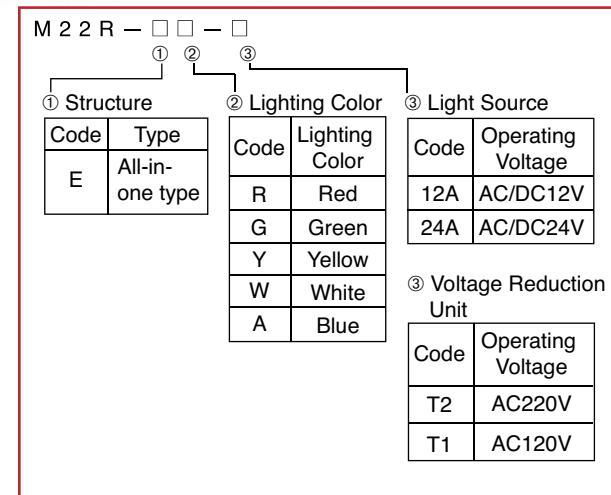 M 2 2 R — □ □ – □
① ② ③
① Structure
Code Type
E All-in-
one type
② Lighting Color
Code Lighting
Color
R Red
G Green
Y Yellow
W White
A Blue
③ Light Source
Code Operating
Voltage
12A AC/DC12V
24A AC/DC24V
③ Voltage Reduction
Unit
Code Operating
Voltage
T2 AC220V
T1 AC120V